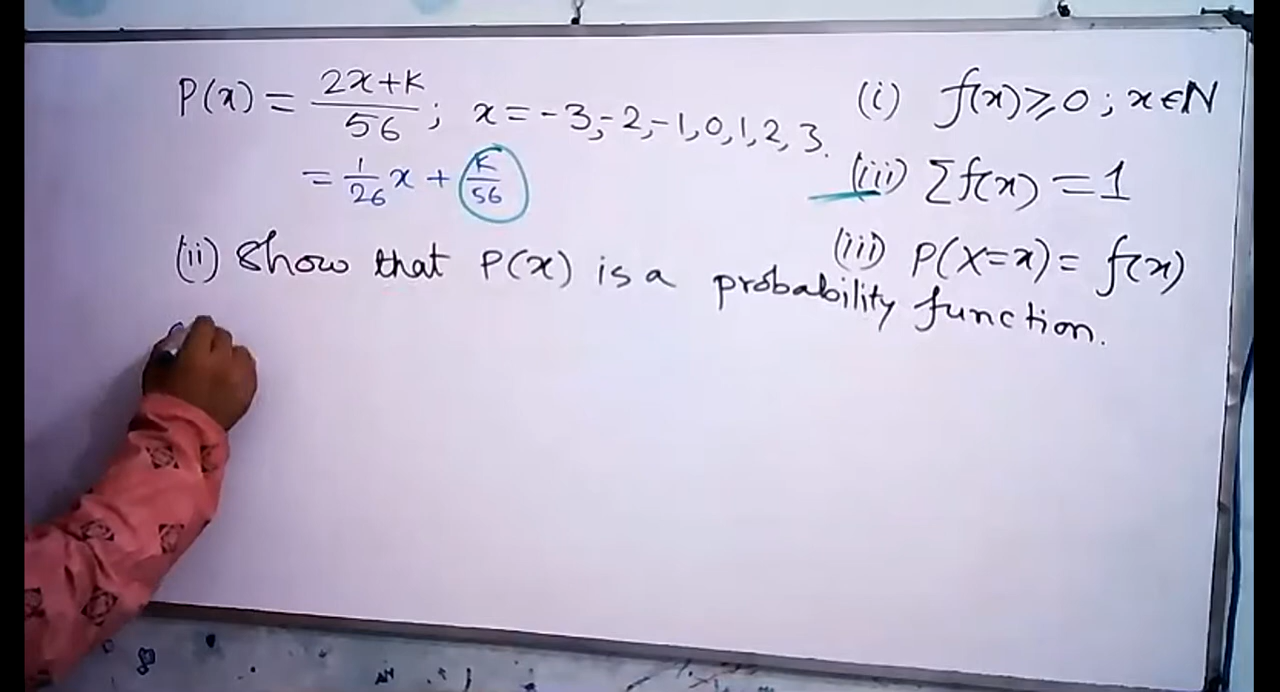 P(x) = (2x+K)/56 ; x = -3, -2, -1, 0, 1, 2, 3.
= 1/26 x + K/56
(ii) Show that P(x) is a probability function.
(i) f(x) ≥ 0 ; x ∈ N
(iii) Σf(x) = 1
(iii) P(X=x) = f(x)